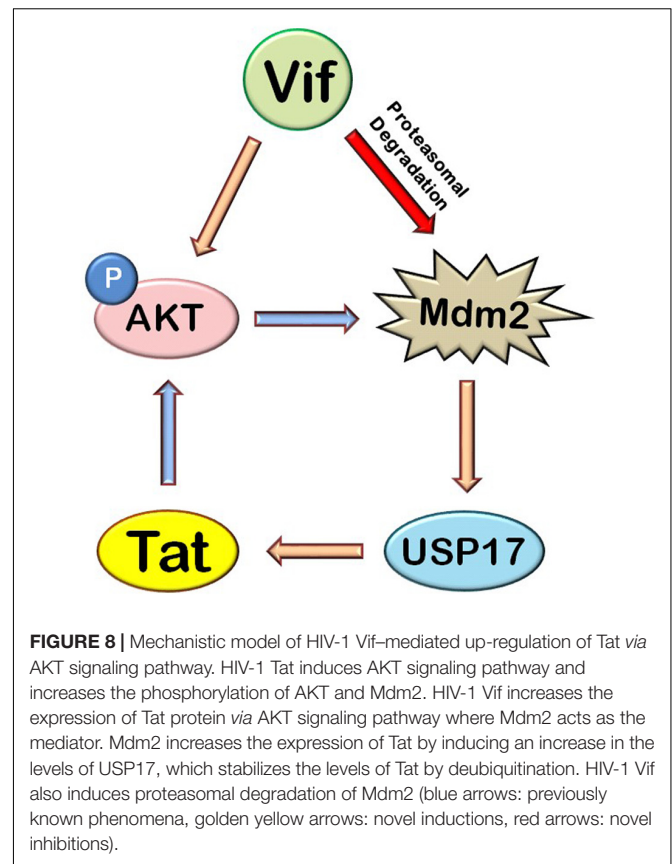 Vif
Proteasomal
Degradation
P
AKT
Mdm2
Tat
USP17
FIGURE 8 | Mechanistic model of HIV-1 Vif–mediated up-regulation of Tat via
AKT signaling pathway. HIV-1 Tat induces AKT signaling pathway and
increases the phosphorylation of AKT and Mdm2. HIV-1 Vif increases the
expression of Tat protein via AKT signaling pathway where Mdm2 acts as the
mediator. Mdm2 increases the expression of Tat by inducing an increase in the
levels of USP17, which stabilizes the levels of Tat by deubiquitination. HIV-1 Vif
also induces proteasomal degradation of Mdm2 (blue arrows: previously
known phenomena, golden yellow arrows: novel inductions, red arrows: novel
inhibitions).